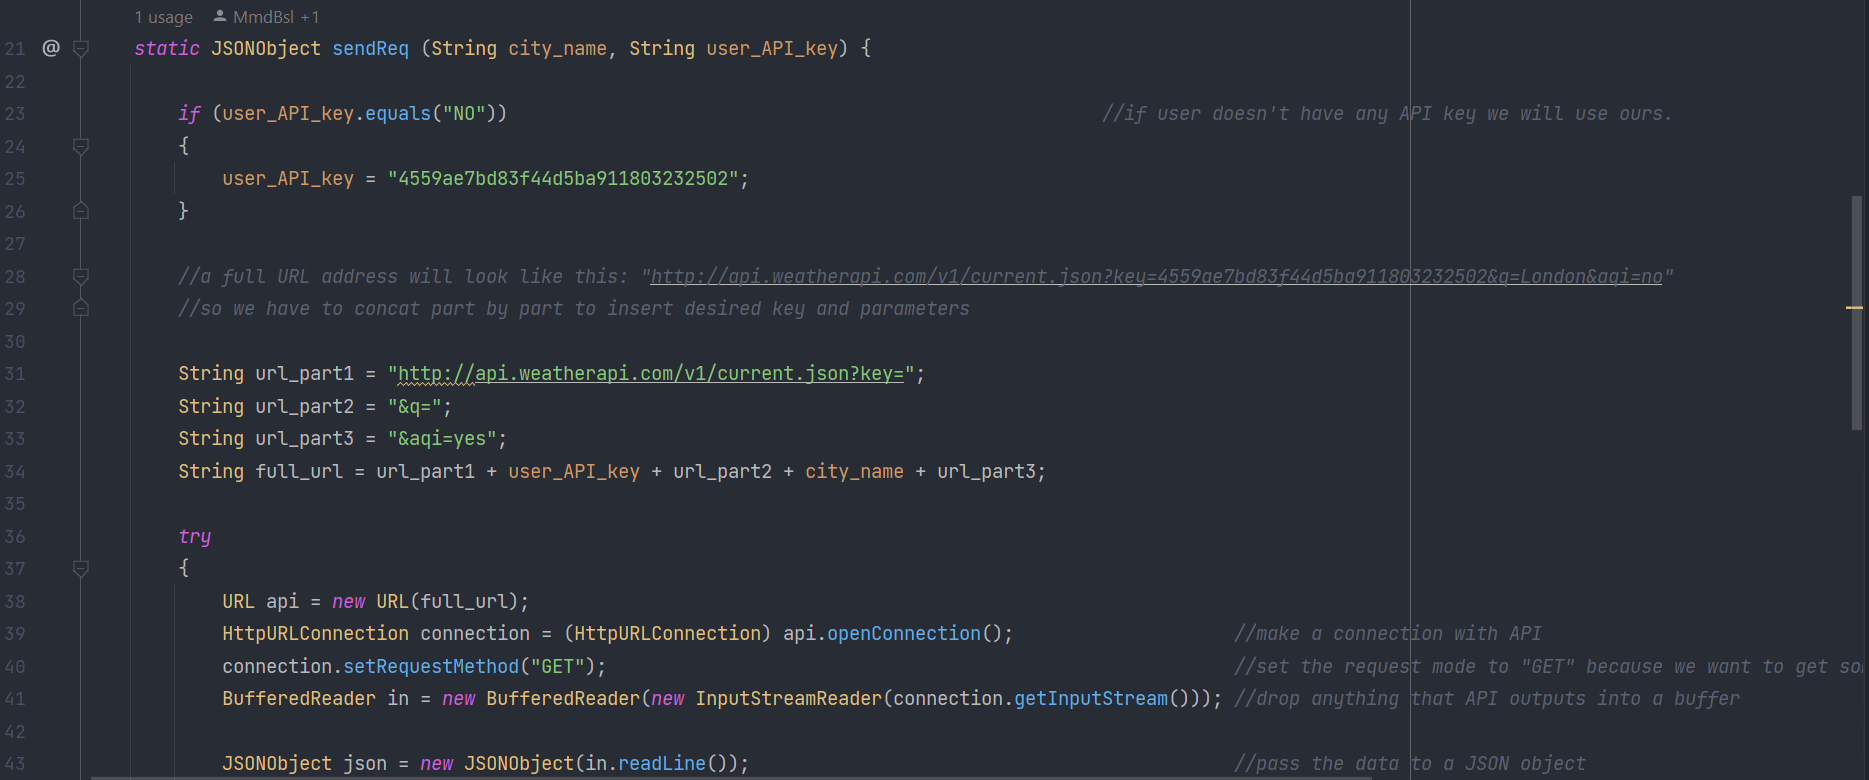 1 usage MmdBsl +1
21 @ static JSONObject sendReq (String city_name, String user_API_key) {
22
23 if (user_API_key.equals("NO")) //if user doesn't have any API key we will use ours.
24 {
25 user_API_key = "4559ae7bd83f44d5ba911803232502";
26 }
27
28 //a full URL address will look like this: "http://api.weatherapi.com/v1/current.json?key=4559ae7bd83f44d5ba911803232502&q=London&aqi=no"
29 //so we have to concat part by part to insert desired key and parameters
30
31 String url_part1 = "http://api.weatherapi.com/v1/current.json?key=";
32 String url_part2 = "&q=";
33 String url_part3 = "&aqi=yes";
34 String full_url = url_part1 + user_API_key + url_part2 + city_name + url_part3;
35
36 try
37 {
38 URL api = new URL(full_url);
39 HttpURLConnection connection = (HttpURLConnection) api.openConnection(); //make a connection with API
40 connection.setRequestMethod("GET"); //set the request mode to "GET" because we want to get so
41 BufferedReader in = new BufferedReader(new InputStreamReader(connection.getInputStream())); //drop anything that API outputs into a buffer
42
43 JSONObject json = new JSONObject(in.readLine()); //pass the data to a JSON object